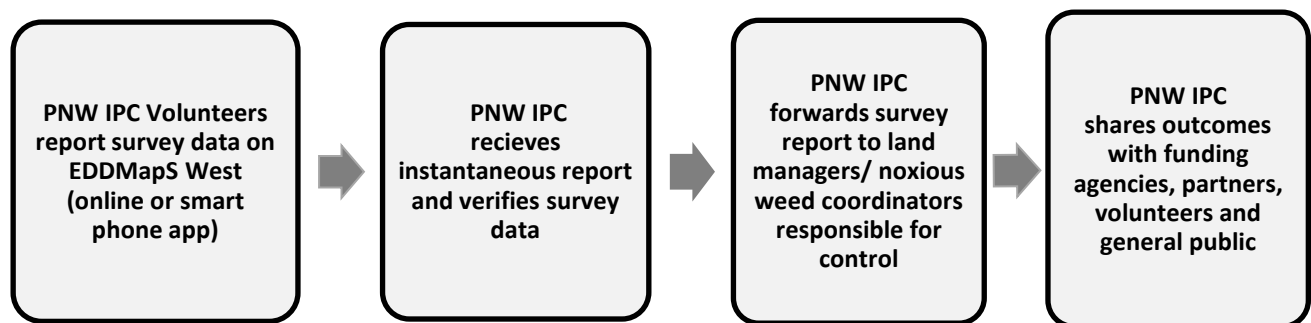 PNW IPC Volunteers
report survey data on
EDDMapS West
(online or smart
phone app)
PNW IPC
recieves
instantaneous report
and verifies survey
data
PNW IPC
forwards survey
report to land
managers/ noxious
weed coordinators
responsible for
control
PNW IPC
shares outcomes
with funding
agencies, partners,
volunteers and
general public